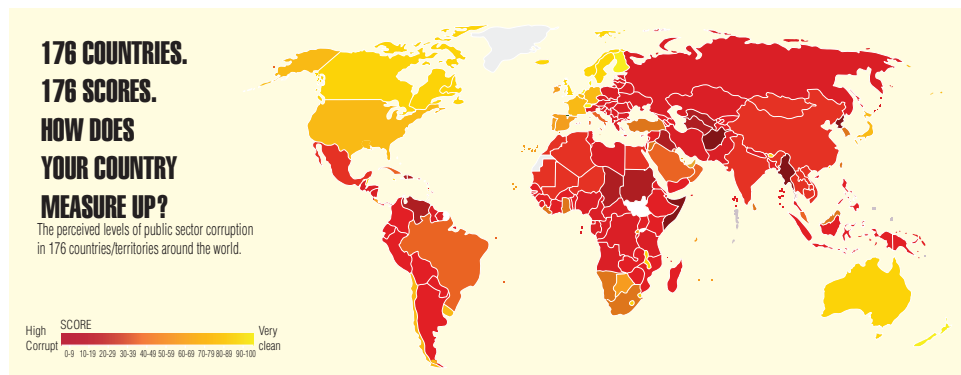 176 COUNTRIES.
176 SCORES.
HOW DOES
YOUR COUNTRY
MEASURE UP?
The perceived levels of public sector corruption
in 176 countries/territories around the world.
SCORE
High
Corrupt
Very
clean
0-9 10-19 20-29 30-39 40-49 50-59 60-69 70-79 80-89 90-100